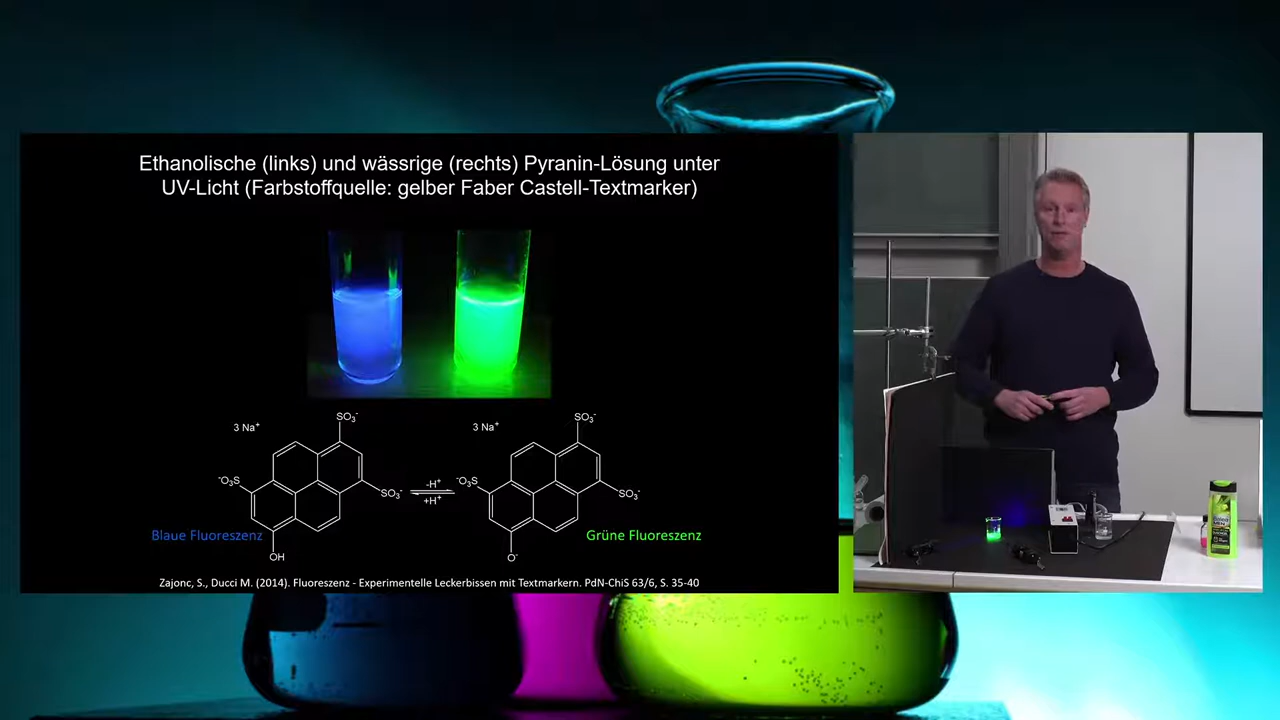 Ethanolische (links) und wässrige (rechts) Pyranin-Lösung unter
UV-Licht (Farbstoffquelle: gelber Faber Castell-Textmarker)
SO₃⁻
3 Na⁺
⁻O₃S
SO₃⁻
OH
Blaue Fluoreszenz
-H⁺
+H⁺
SO₃⁻
3 Na⁺
⁻O₃S
SO₃⁻
O⁻
Grüne Fluoreszenz
Zajonc, S., Ducci M. (2014). Fluoreszenz - Experimentelle Leckerbissen mit Textmarkern. PdN-ChiS 63/6, S. 35-40